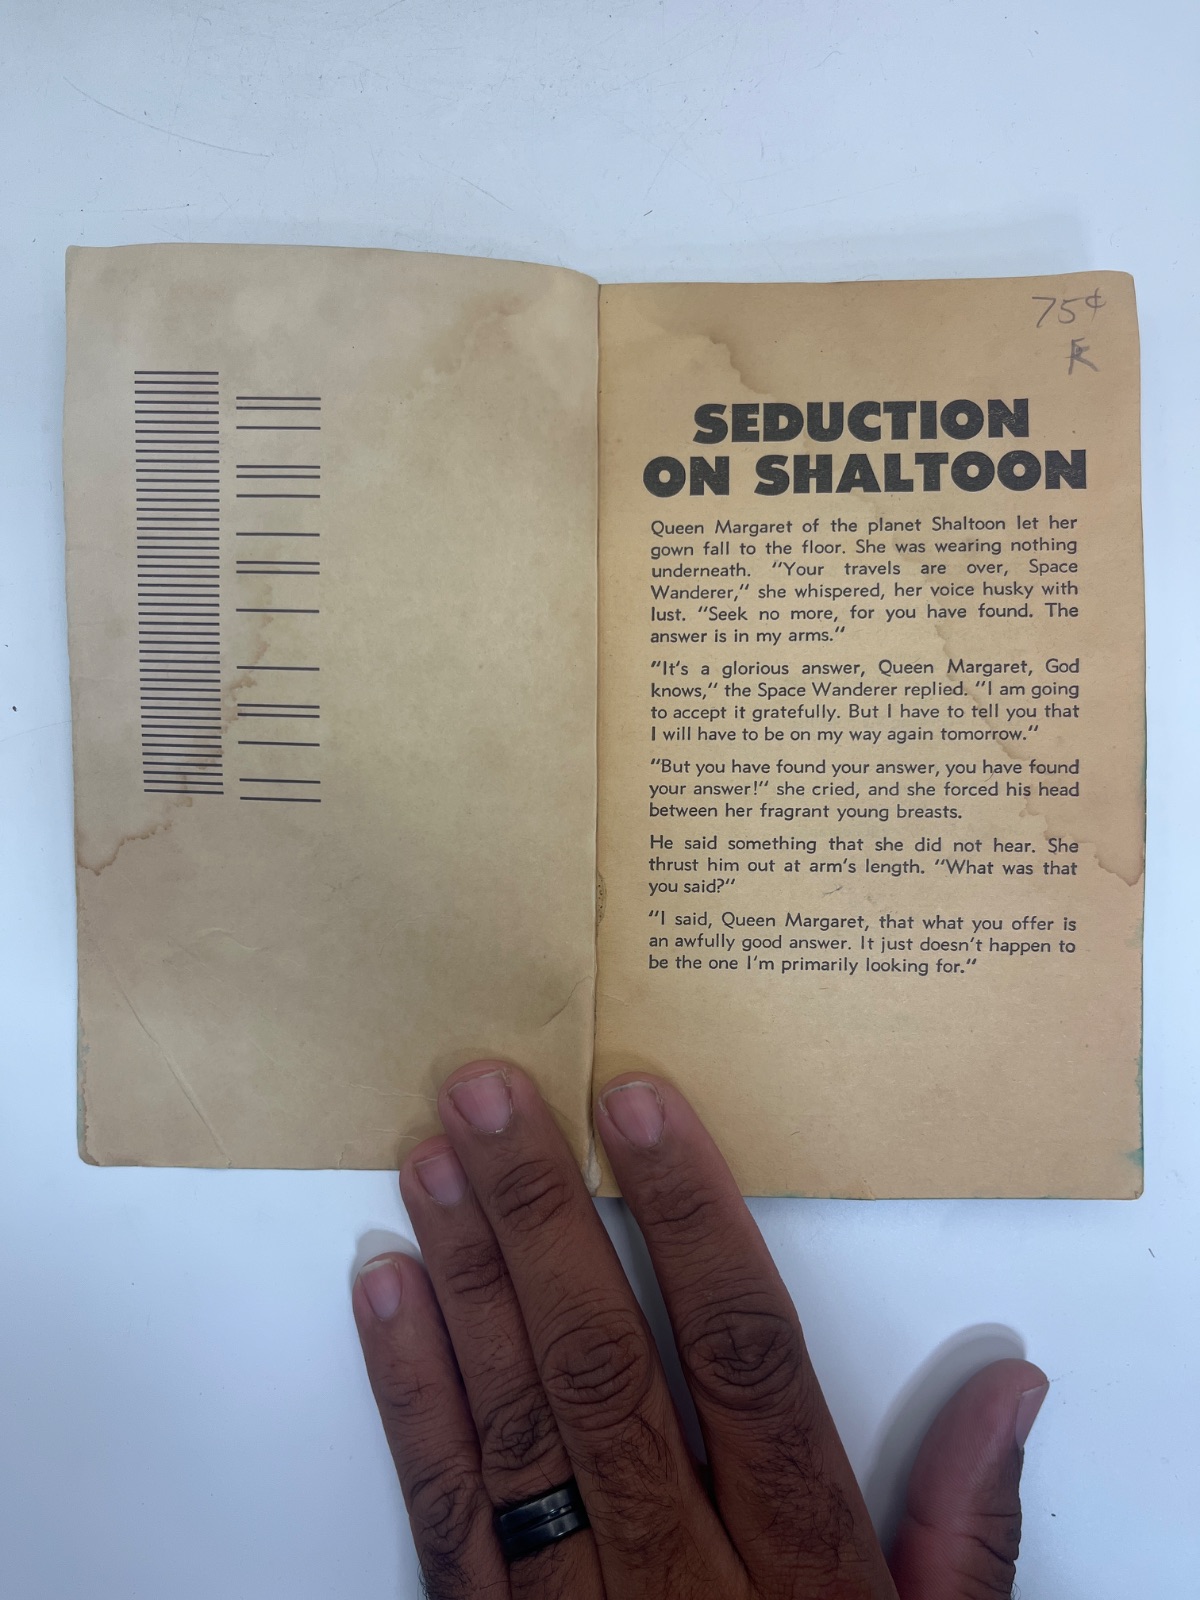 75¢
K
SEDUCTION
ON SHALTOON
Queen Margaret of the planet Shaltoon let her
gown fall to the floor. She was wearing nothing
underneath. "Your travels are over, Space
Wanderer," she whispered, her voice husky with
lust. "Seek no more, for you have found. The
answer is in my arms."
"It's a glorious answer, Queen Margaret, God
knows," the Space Wanderer replied. "I am going
to accept it gratefully. But I have to tell you that
I will have to be on my way again tomorrow."
"But you have found your answer, you have found
your answer!" she cried, and she forced his head
between her fragrant young breasts.
He said something that she did not hear. She
thrust him out at arm's length. "What was that
you said?"
"I said, Queen Margaret, that what you offer is
an awfully good answer. It just doesn't happen to
be the one I'm primarily looking for."